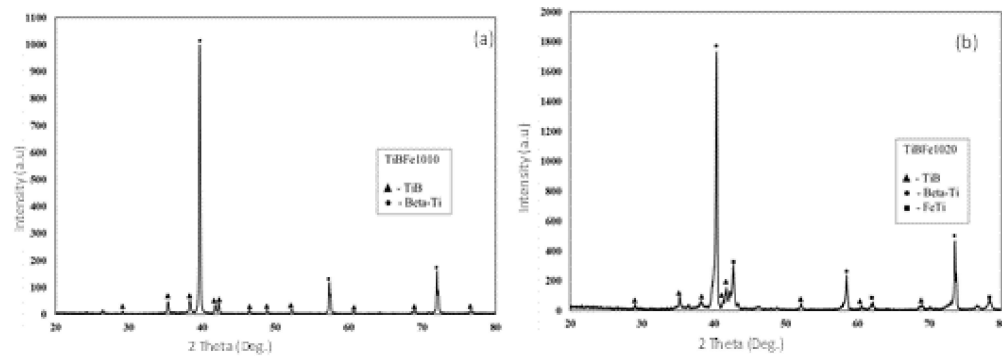 1100
1000
900
800
700
600
500
400
300
200
100
0
20
30
40
50
60
70
80
Intensity (a.u)
2 Theta (Deg.)
(a)
TiBFe1010
▲ - TiB
• - Beta-Ti
2000
1800
1600
1400
1200
1000
800
600
400
200
0
20
30
40
50
60
70
80
Intensity (a.u)
2 Theta (Deg.)
(b)
TiBFe1020
▲ - TiB
• - Beta-Ti
■ - FeTi